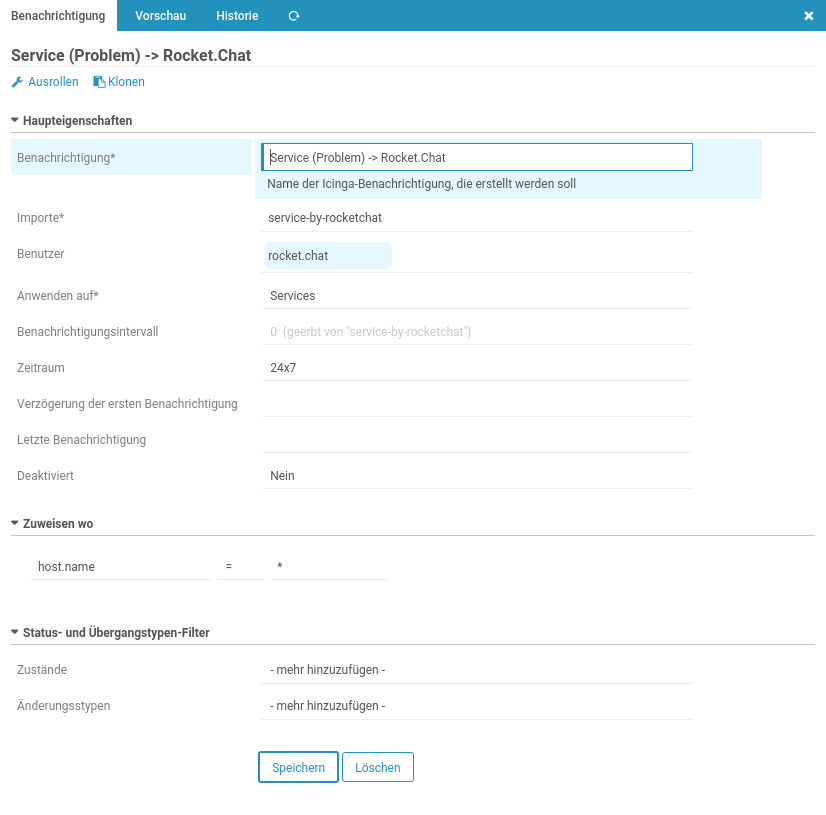 Benachrichtigung Vorschau Historie
Service (Problem) -> Rocket.Chat
Ausrollen Klonen
Haupteigenschaften
Benachrichtigung* Service (Problem) -> Rocket.Chat
Name der Icinga-Benachrichtigung, die erstellt werden soll
Importe* service-by-rocketchat
Benutzer rocket.chat
Anwenden auf* Services
Benachrichtigungsintervall 0 (geerbt von "service-by-rocketchat")
Zeitraum 24x7
Verzögerung der ersten Benachrichtigung
Letzte Benachrichtigung
Deaktiviert Nein
Zuweisen wo
host.name = *
Status- und Übergangstypen-Filter
Zustände - mehr hinzuzufügen -
Änderungsstypen - mehr hinzuzufügen -
Speichern Löschen